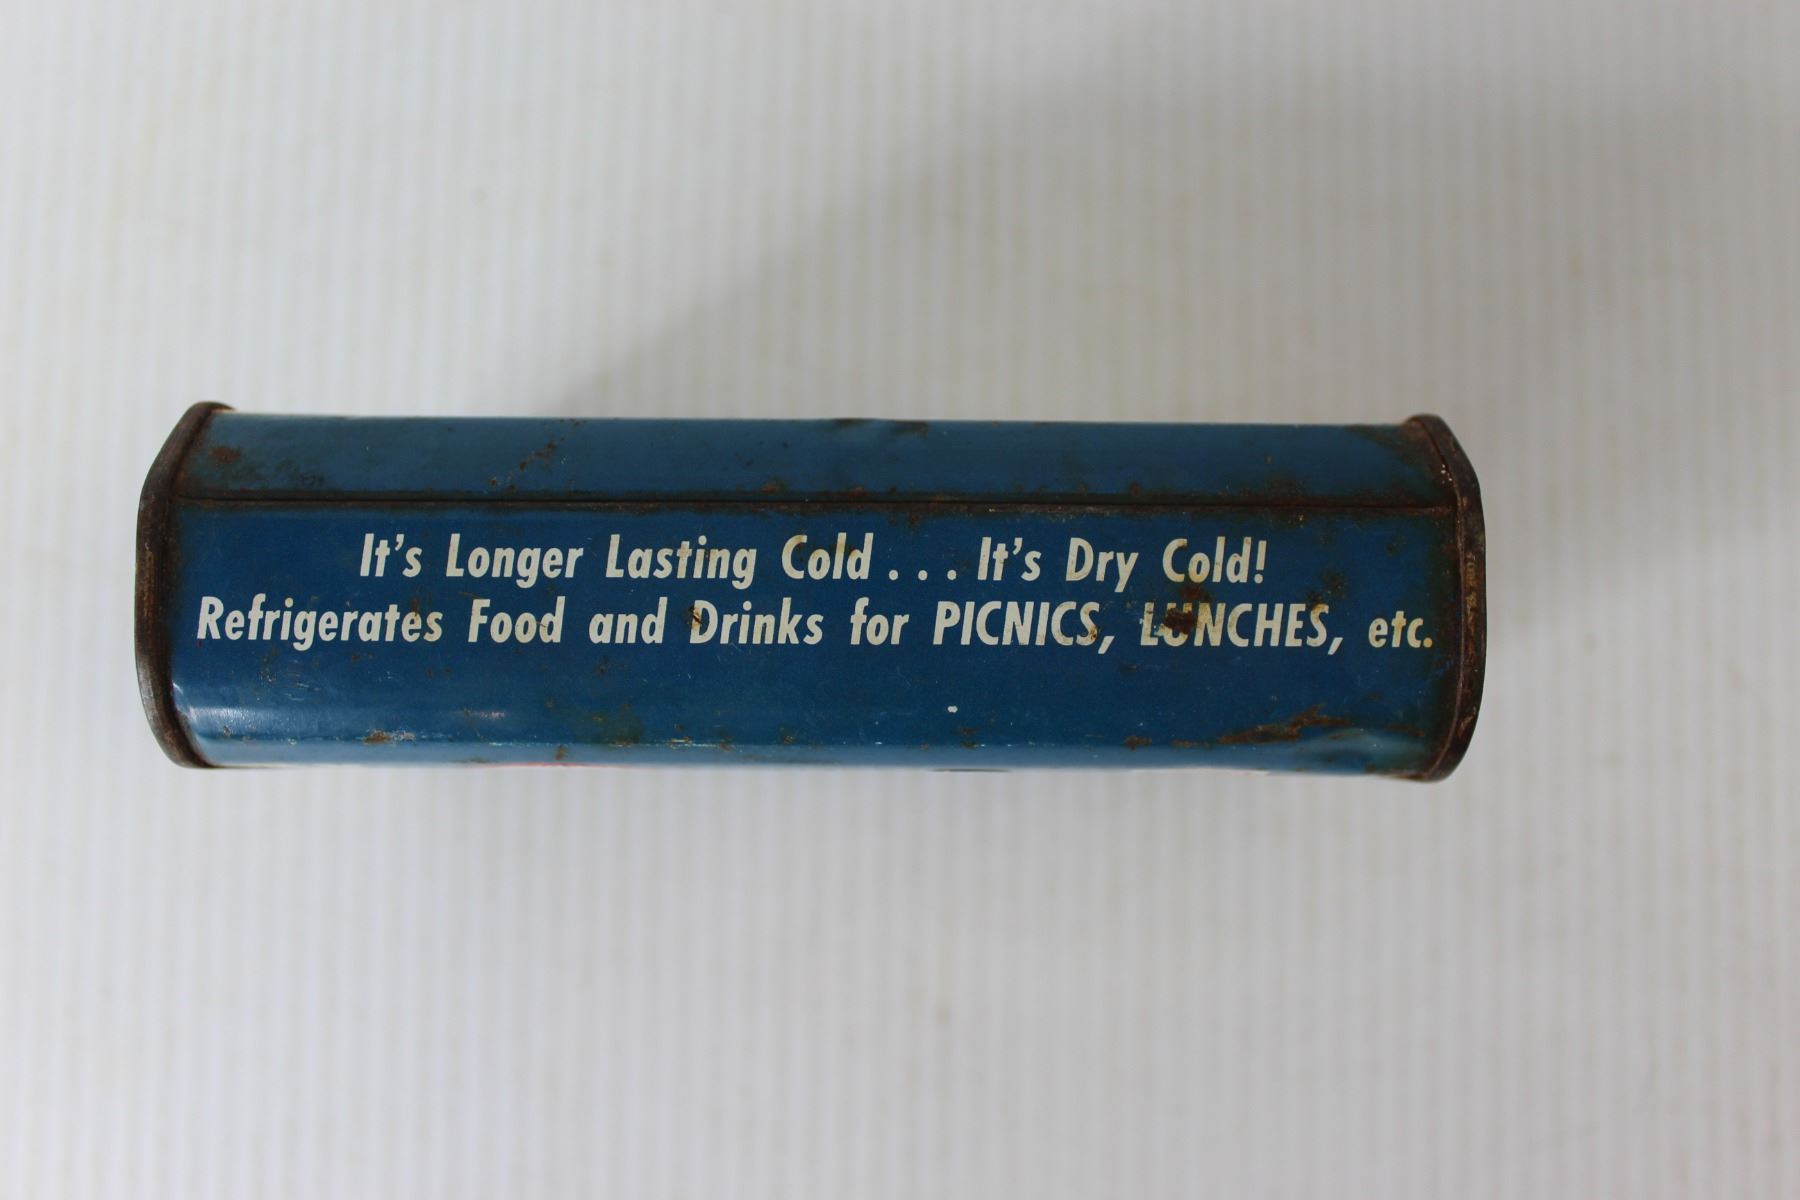 It's Longer Lasting Cold . . . It's Dry Cold!
Refrigerates Food and Drinks for PICNICS, LUNCHES, etc.